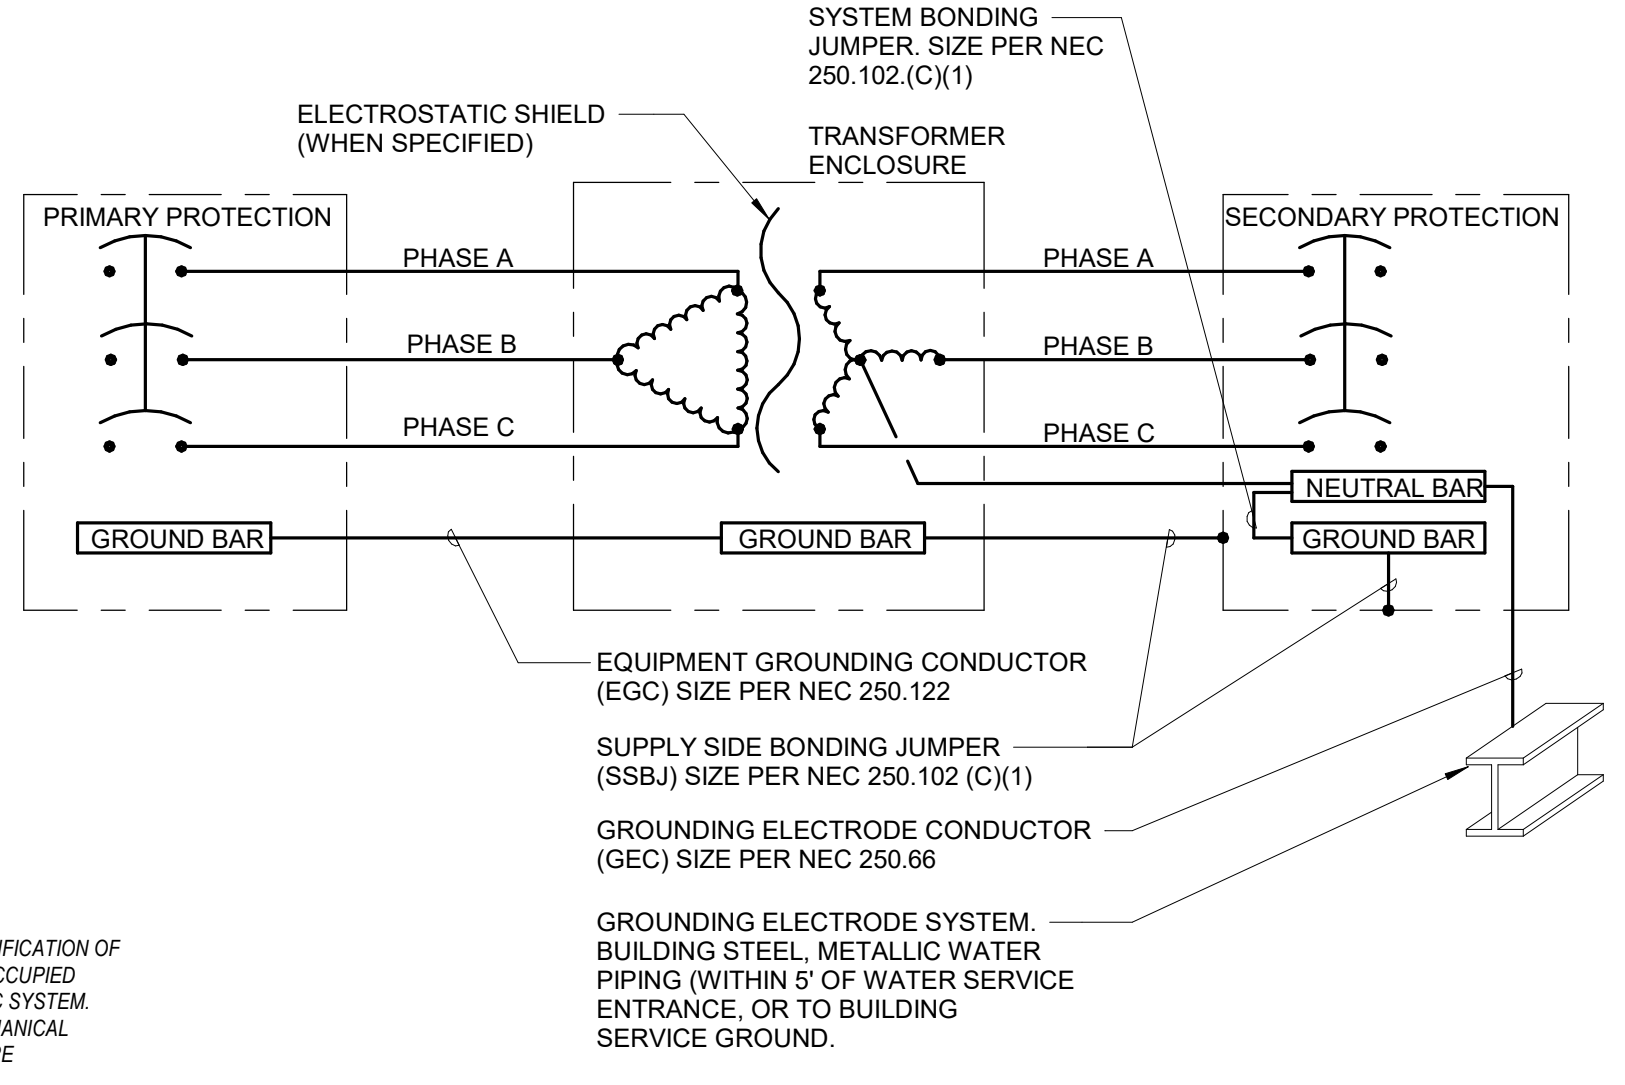 SYSTEM BONDING
JUMPER. SIZE PER NEC
250.102.(C)(1)
ELECTROSTATIC SHIELD
(WHEN SPECIFIED)
TRANSFORMER
ENCLOSURE
PRIMARY PROTECTION
SECONDARY PROTECTION
PHASE A
PHASE A
PHASE B
PHASE B
PHASE C
PHASE C
NEUTRAL BAR
GROUND BAR
GROUND BAR
GROUND BAR
EQUIPMENT GROUNDING CONDUCTOR
(EGC) SIZE PER NEC 250.122
SUPPLY SIDE BONDING JUMPER
(SSBJ) SIZE PER NEC 250.102 (C)(1)
GROUNDING ELECTRODE CONDUCTOR
(GEC) SIZE PER NEC 250.66
GROUNDING ELECTRODE SYSTEM.
BUILDING STEEL, METALLIC WATER
PIPING (WITHIN 5' OF WATER SERVICE
ENTRANCE, OR TO BUILDING
SERVICE GROUND.
OF
SYSTEM.